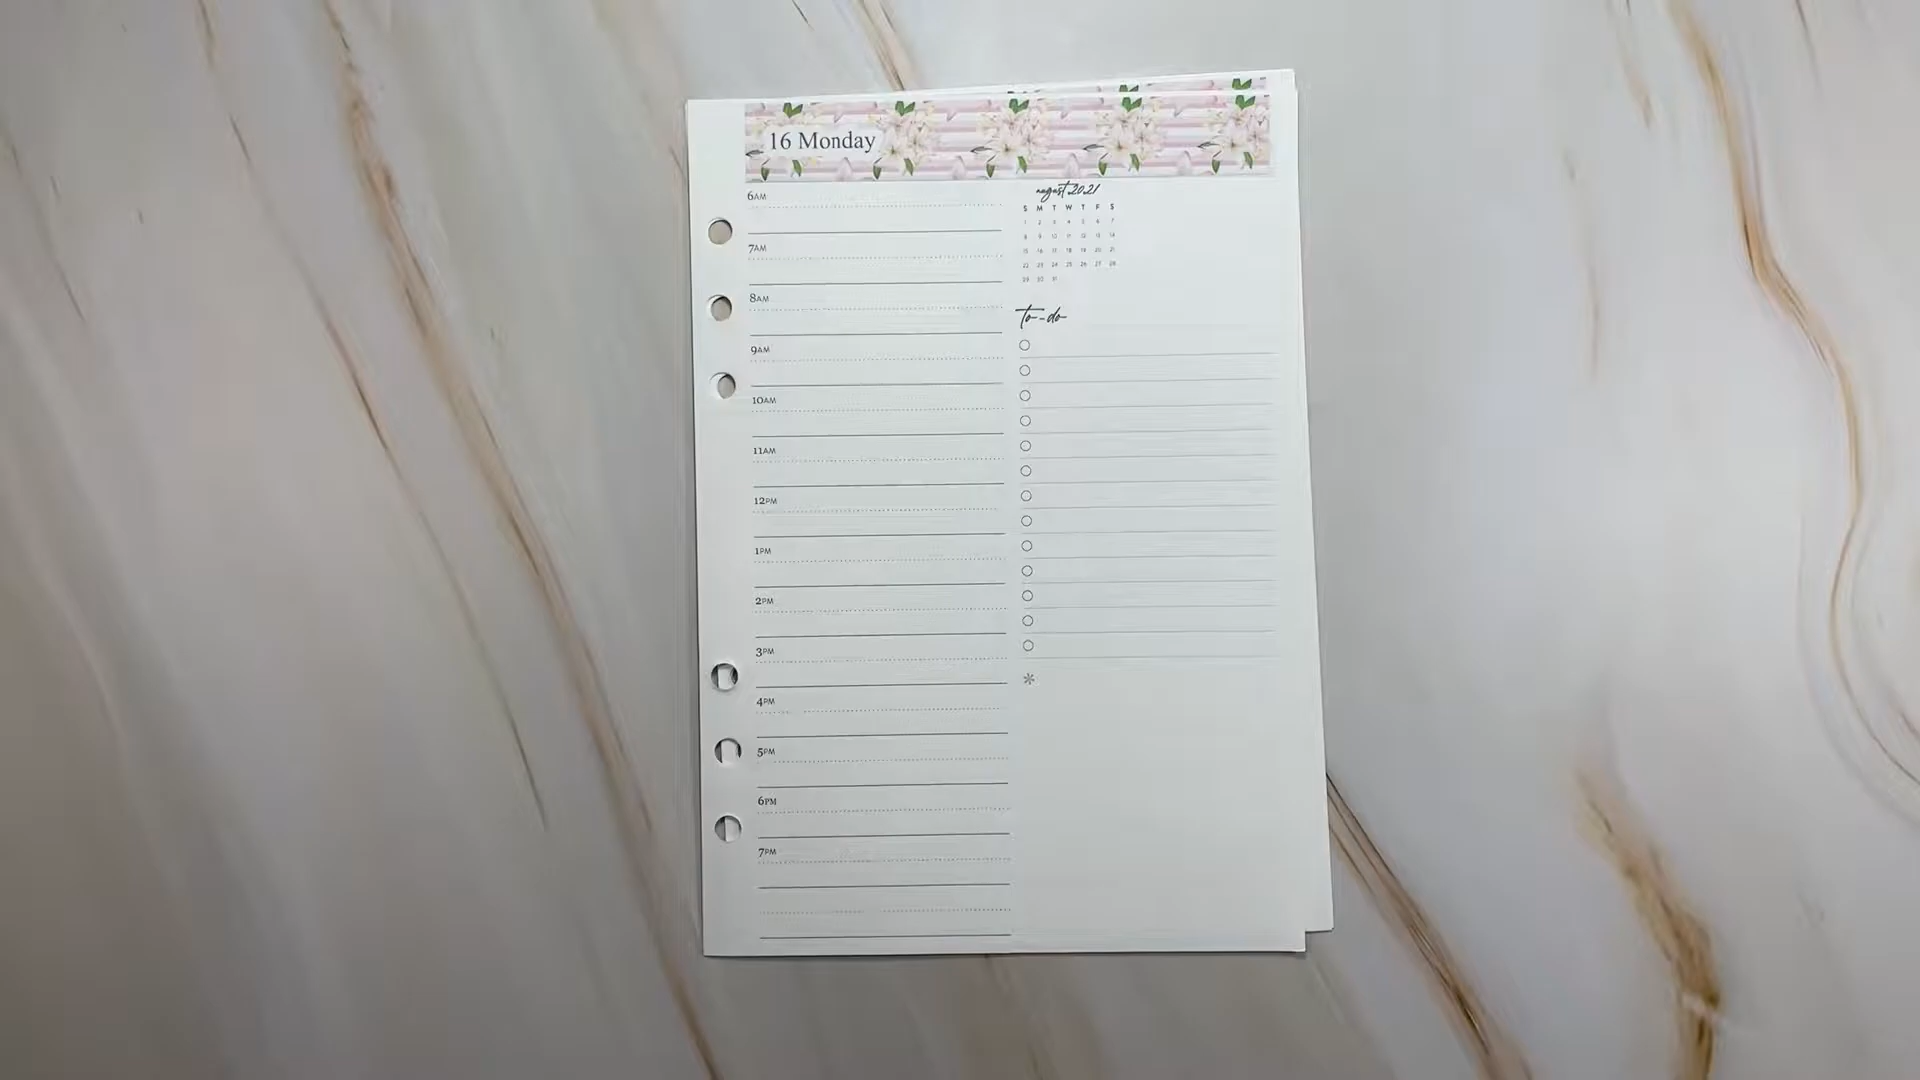 16 Monday
6AM
7AM
8AM
9AM
10AM
11AM
12PM
1PM
2PM
3PM
4PM
5PM
6PM
7PM
august 2021
S M T W T F S
1 2 3 4 5 6 7
8 9 10 11 12 13 14
15 16 17 18 19 20 21
22 23 24 25 26 27 28
29 30 31
to-do
*